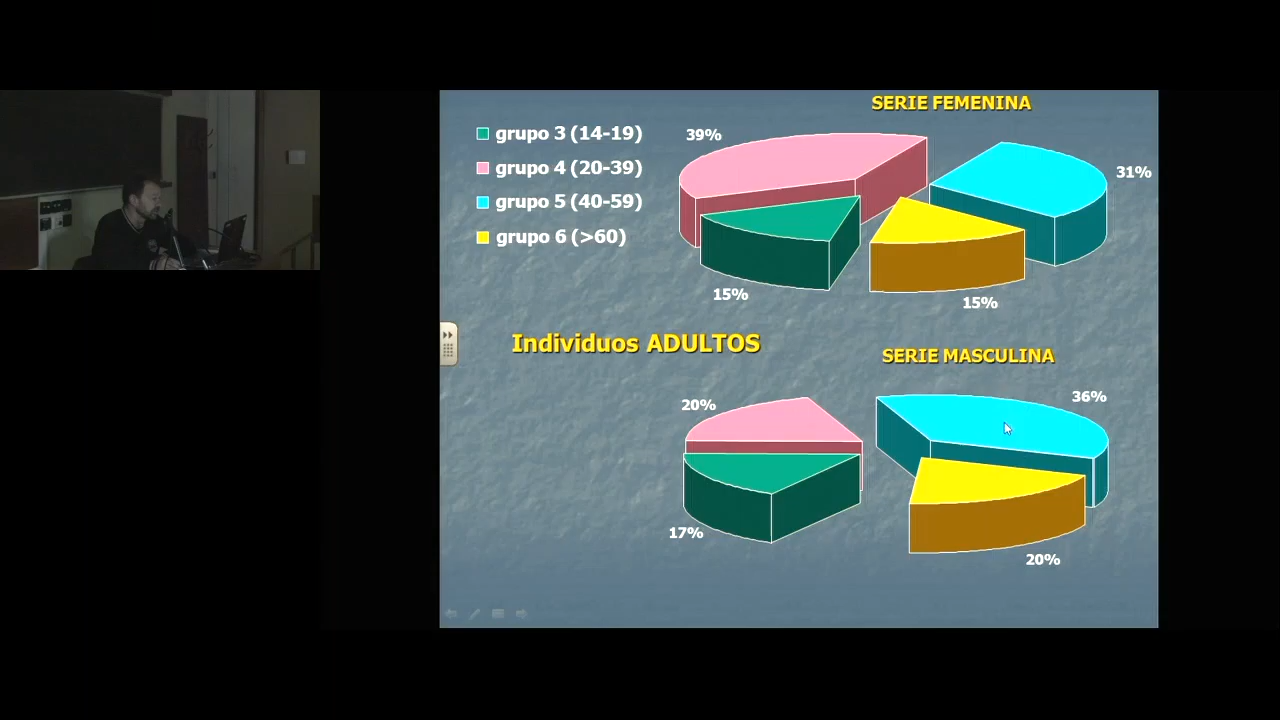 SERIE FEMENINA
grupo 3 (14-19)
grupo 4 (20-39)
grupo 5 (40-59)
grupo 6 (>60)
39%
31%
15%
15%
Individuos ADULTOS
SERIE MASCULINA
20%
36%
17%
20%